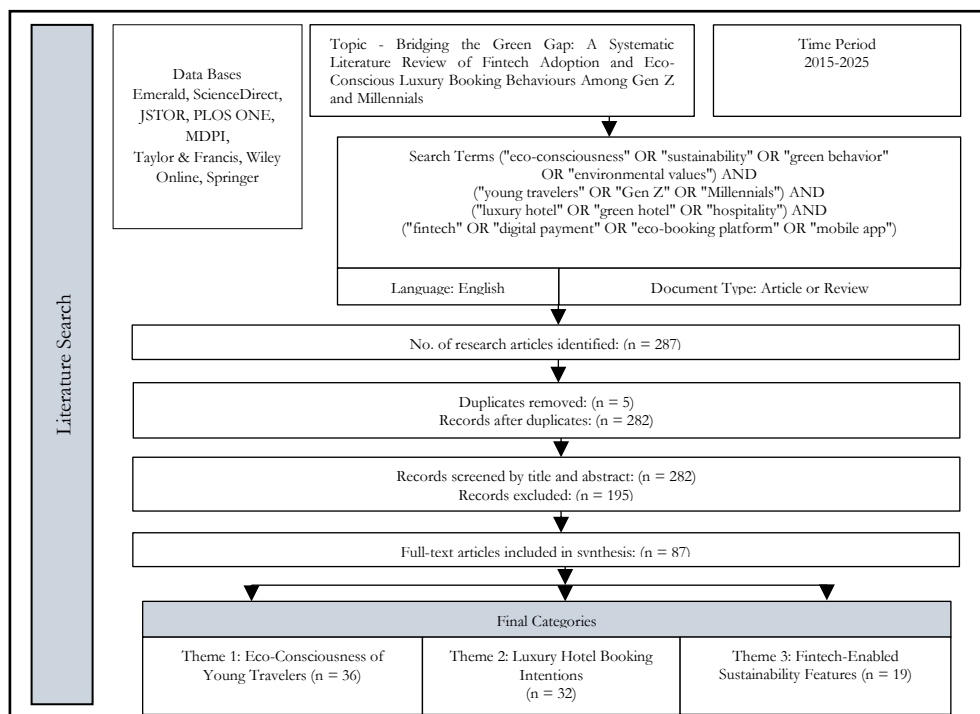 Literature Search
Data Bases
Emerald, ScienceDirect,
JSTOR, PLOS ONE,
MDPI,
Taylor & Francis, Wiley
Online, Springer
Topic - Bridging the Green Gap: A Systematic
Literature Review of Fintech Adoption and Eco-
Conscious Luxury Booking Behaviours Among Gen Z
and Millennials
Time Period
2015-2025
Search Terms ("eco-consciousness" OR "sustainability" OR "green behavior"
OR "environmental values") AND
("young travelers" OR "Gen Z" OR "Millennials") AND
("luxury hotel" OR "green hotel" OR "hospitality") AND
("fintech" OR "digital payment" OR "eco-booking platform" OR "mobile app")
Language: English
Document Type: Article or Review
No. of research articles identified: (n = 287)
Duplicates removed: (n = 5)
Records after duplicates: (n = 282)
Records screened by title and abstract: (n = 282)
Records excluded: (n = 195)
Full-text articles included in synthesis: (n = 87)
Final Categories
Theme 1: Eco-Consciousness of
Young Travelers (n = 36)
Theme 2: Luxury Hotel Booking
Intentions
(n = 32)
Theme 3: Fintech-Enabled
Sustainability Features (n = 19)